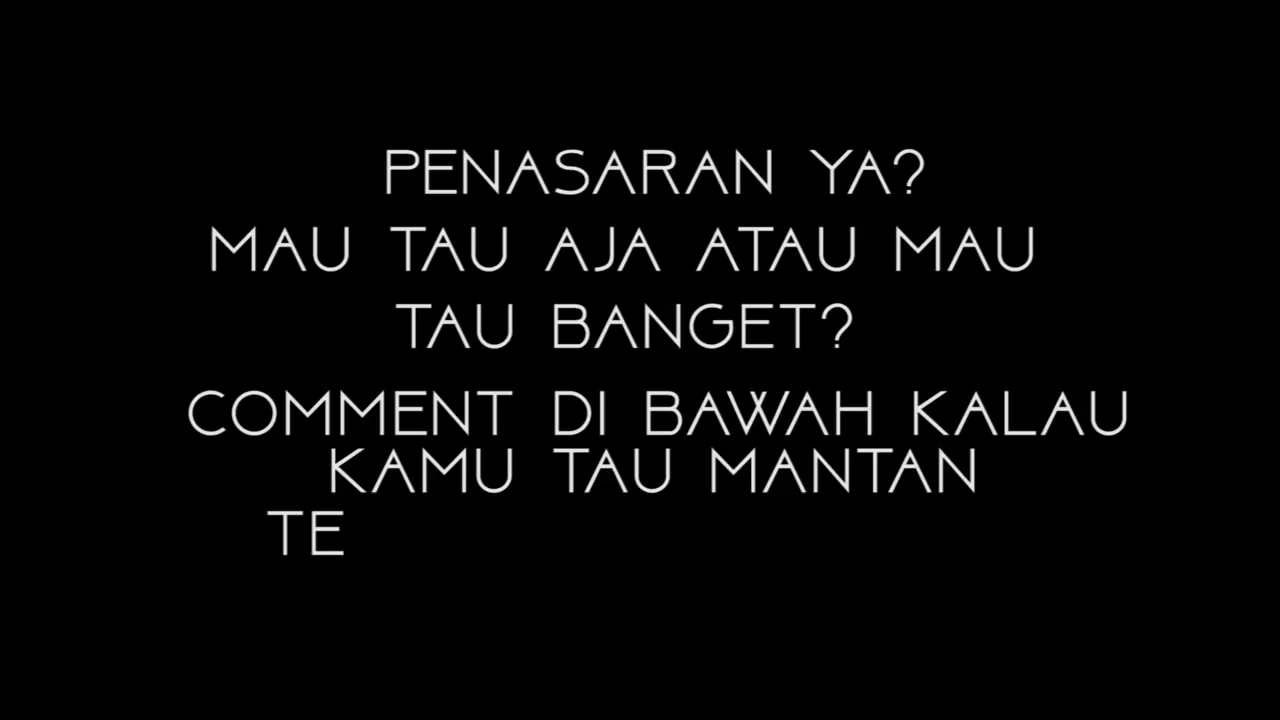 PENASARAN YA?
MAU TAU AJA ATAU MAU
TAU BANGET?
COMMENT DI BAWAH KALAU
KAMU TAU MANTAN
TE